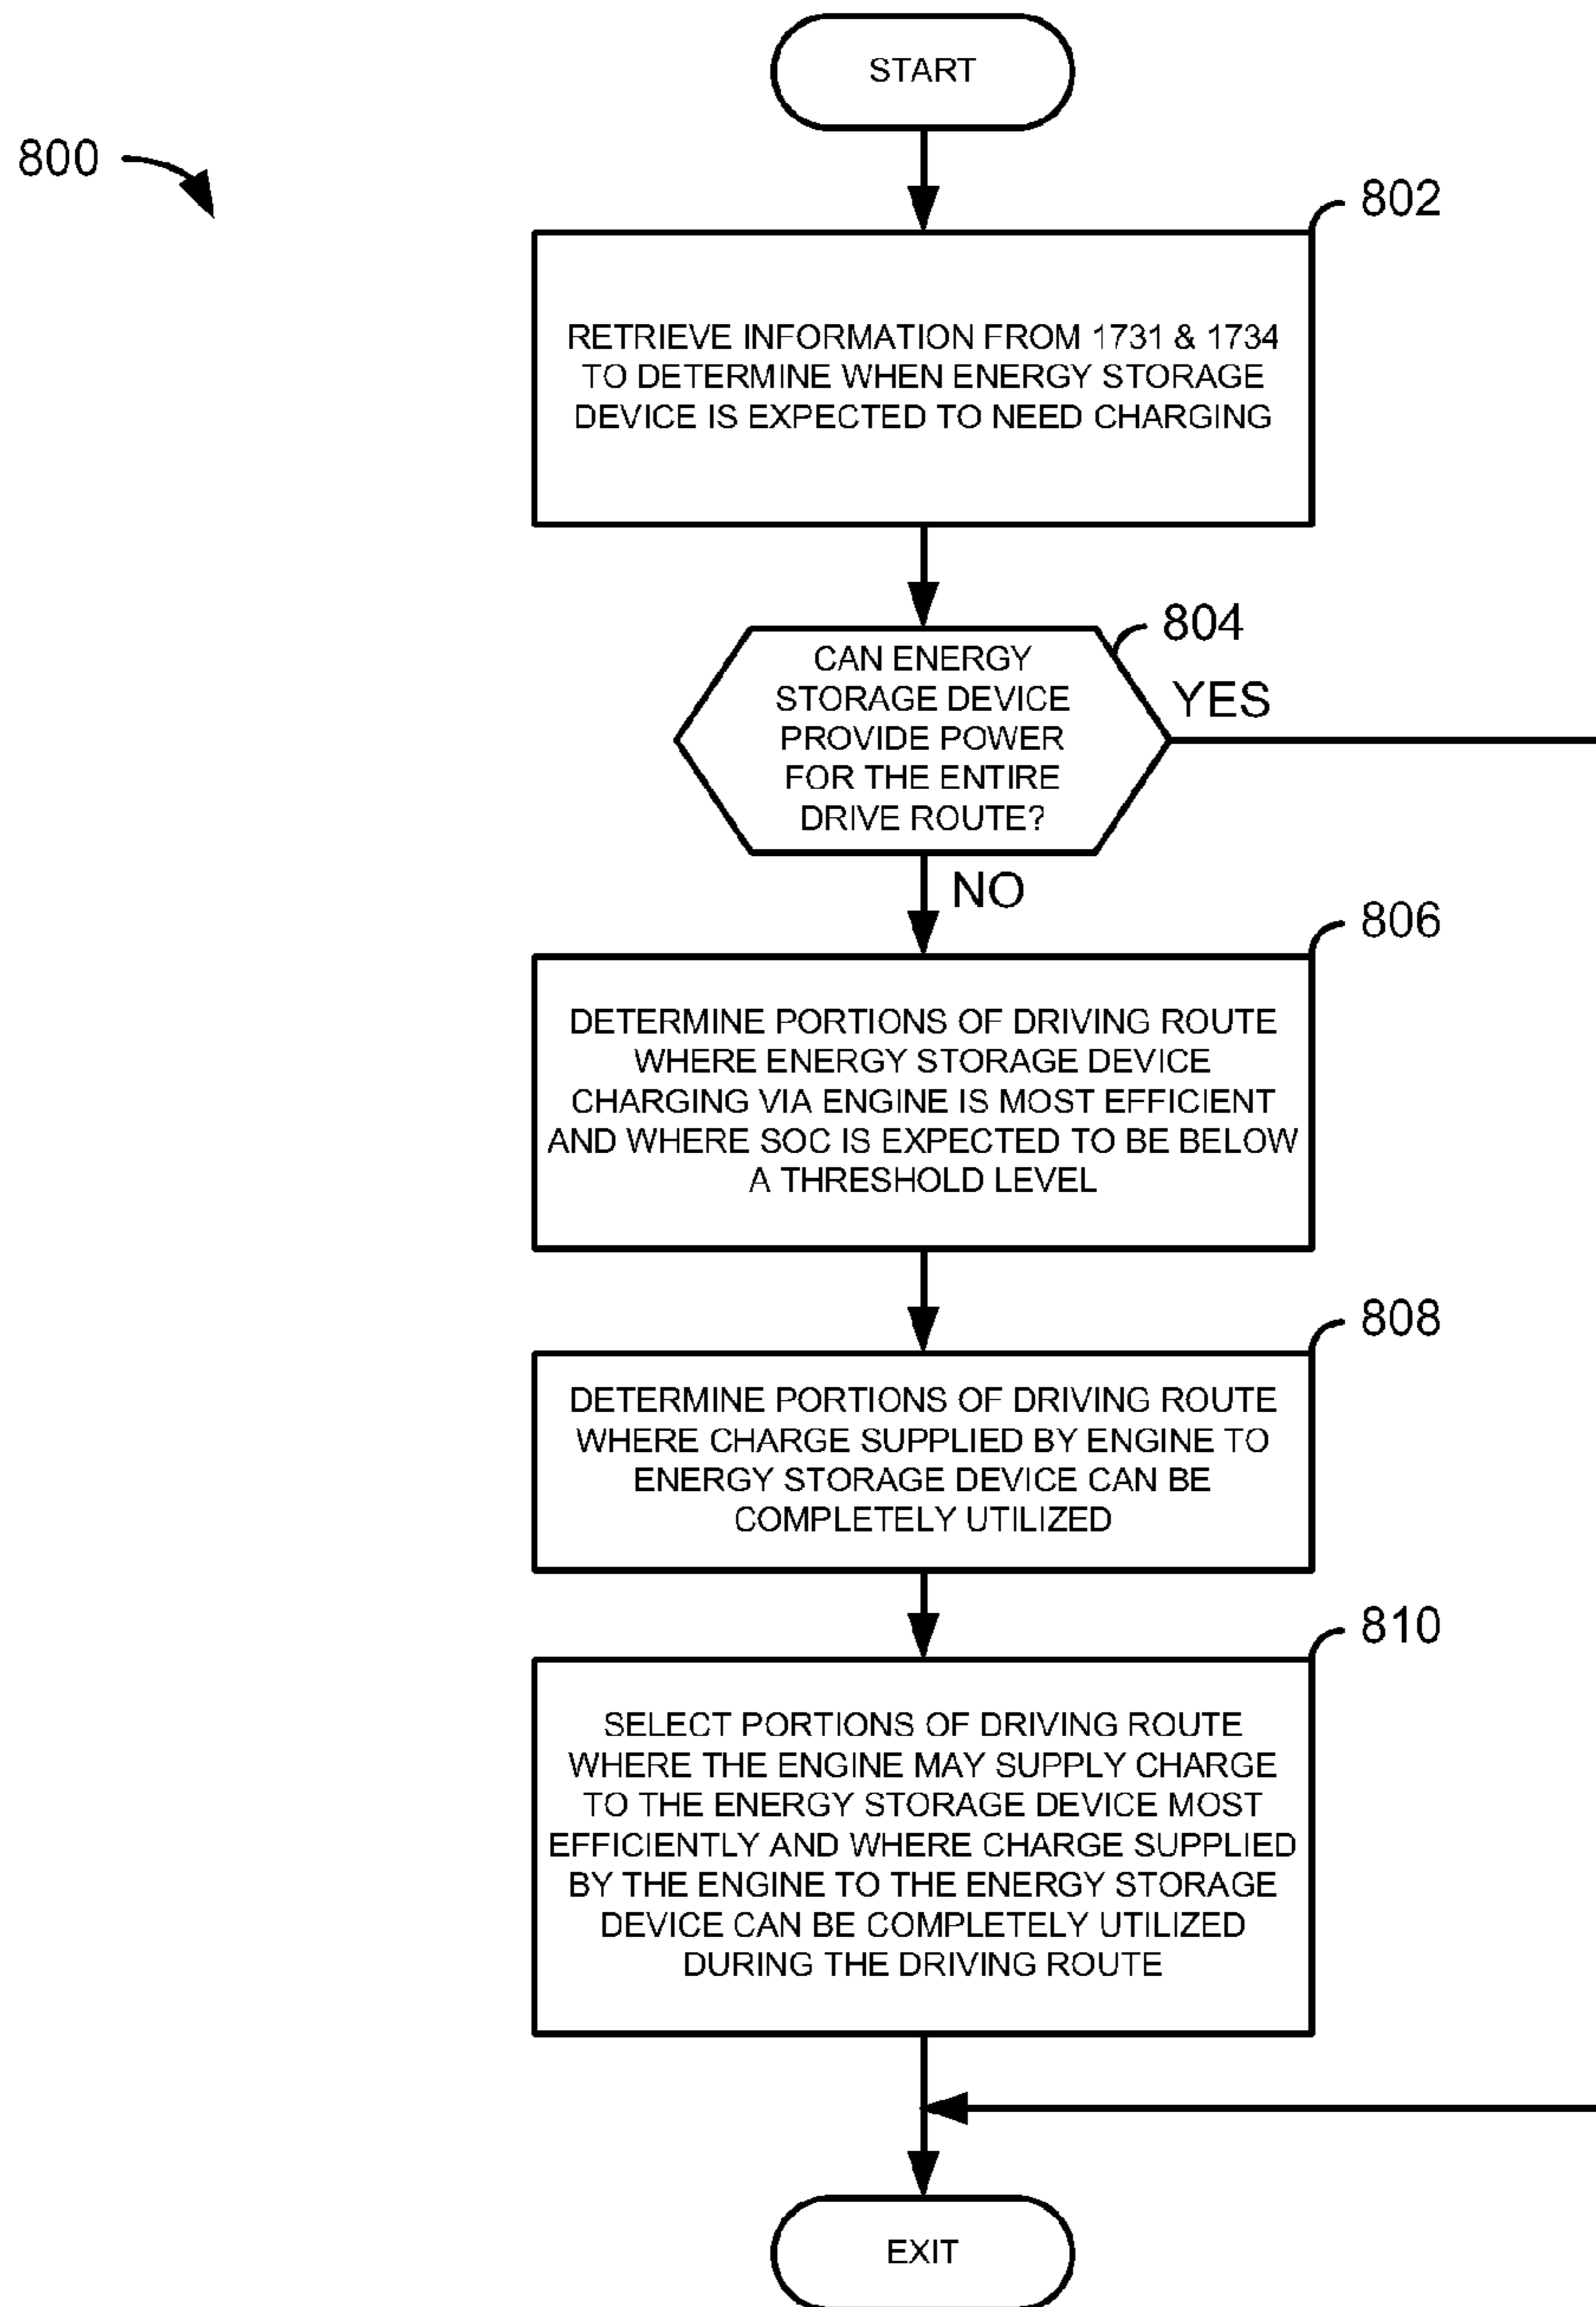 START
800
802
RETRIEVE INFORMATION FROM 1731 & 1734
TO DETERMINE WHEN ENERGY STORAGE
DEVICE IS EXPECTED TO NEED CHARGING
804
CAN ENERGY
STORAGE DEVICE
PROVIDE POWER
FOR THE ENTIRE
DRIVE ROUTE?
YES
NO
806
DETERMINE PORTIONS OF DRIVING ROUTE
WHERE ENERGY STORAGE DEVICE
CHARGING VIA ENGINE IS MOST EFFICIENT
AND WHERE SOC IS EXPECTED TO BE BELOW
A THRESHOLD LEVEL
808
DETERMINE PORTIONS OF DRIVING ROUTE
WHERE CHARGE SUPPLIED BY ENGINE TO
ENERGY STORAGE DEVICE CAN BE
COMPLETELY UTILIZED
810
SELECT PORTIONS OF DRIVING ROUTE
WHERE THE ENGINE MAY SUPPLY CHARGE
TO THE ENERGY STORAGE DEVICE MOST
EFFICIENTLY AND WHERE CHARGE SUPPLIED
BY THE ENGINE TO THE ENERGY STORAGE
DEVICE CAN BE COMPLETELY UTILIZED
DURING THE DRIVING ROUTE
EXIT